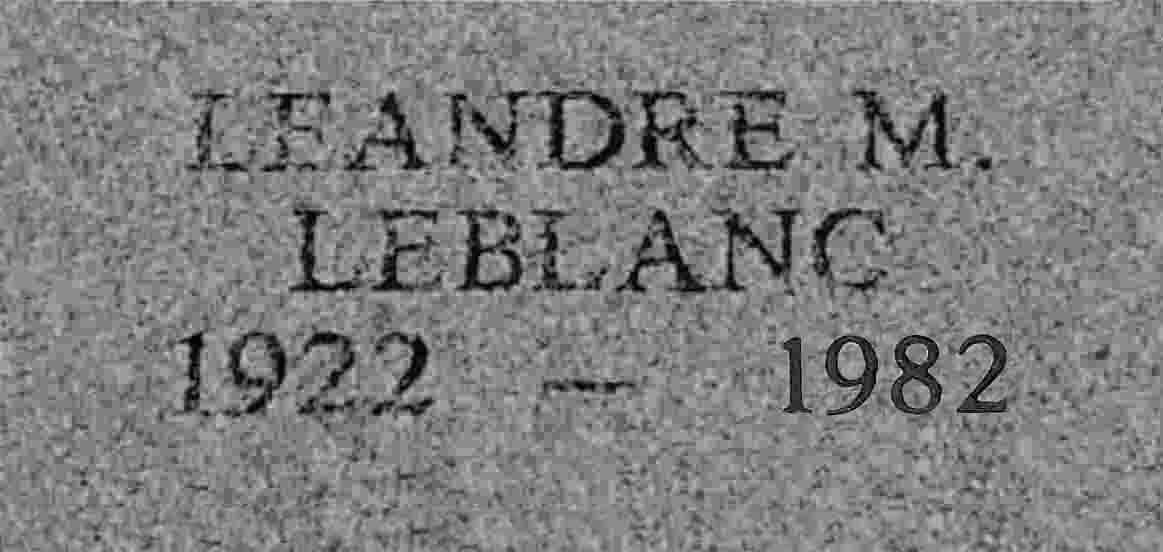 LEANDRE M.
LEBLANC
1922 – 1982